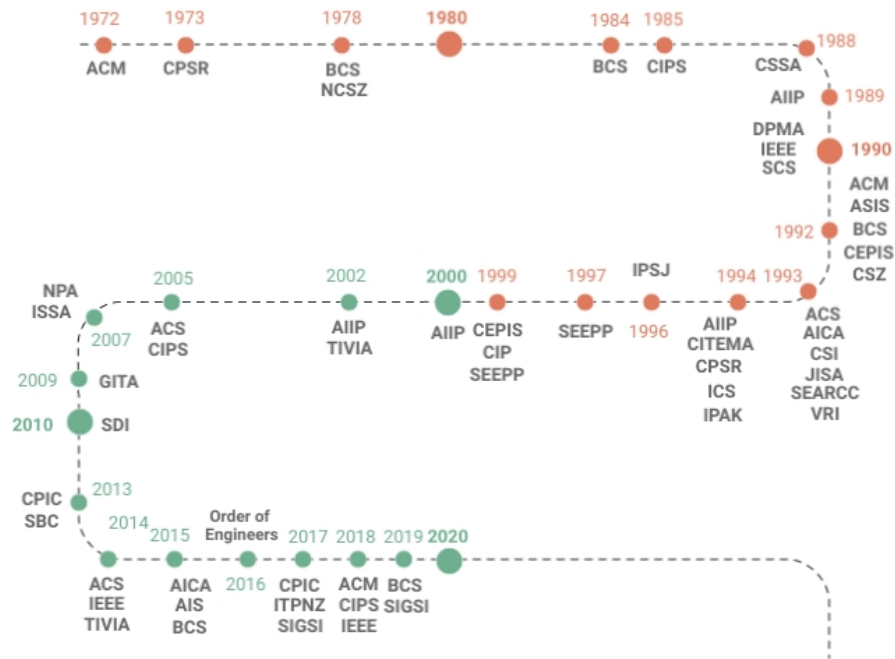 1972
ACM
1973
CPSR
1978
BCS
NCSZ
1980
1984
BCS
1985
CIPS
1988
CSSA
1989
AIIP
1990
DPMA
IEEE
SCS
1992
ACM
ASIS
BCS
CEPIS
CSZ
1993
ACS
AICA
CSI
JISA
SEARCC
VRI
1994
AIIP
CITEMA
CPSR
ICS
IPAK
IPSJ
1996
1997
SEEPP
1999
CEPIS
CIP
SEEPP
2000
AIIP
2002
AIIP
TIVIA
2005
ACS
CIPS
NPA
ISSA
2007
2009
GITA
2010
SDI
2013
CPIC
SBC
2014
ACS
IEEE
TIVIA
2015
AICA
AIS
BCS
Order of
Engineers
2016
2017
CPIC
ITPNZ
SIGSI
2018
ACM
CIPS
IEEE
2019
BCS
SIGSI
2020